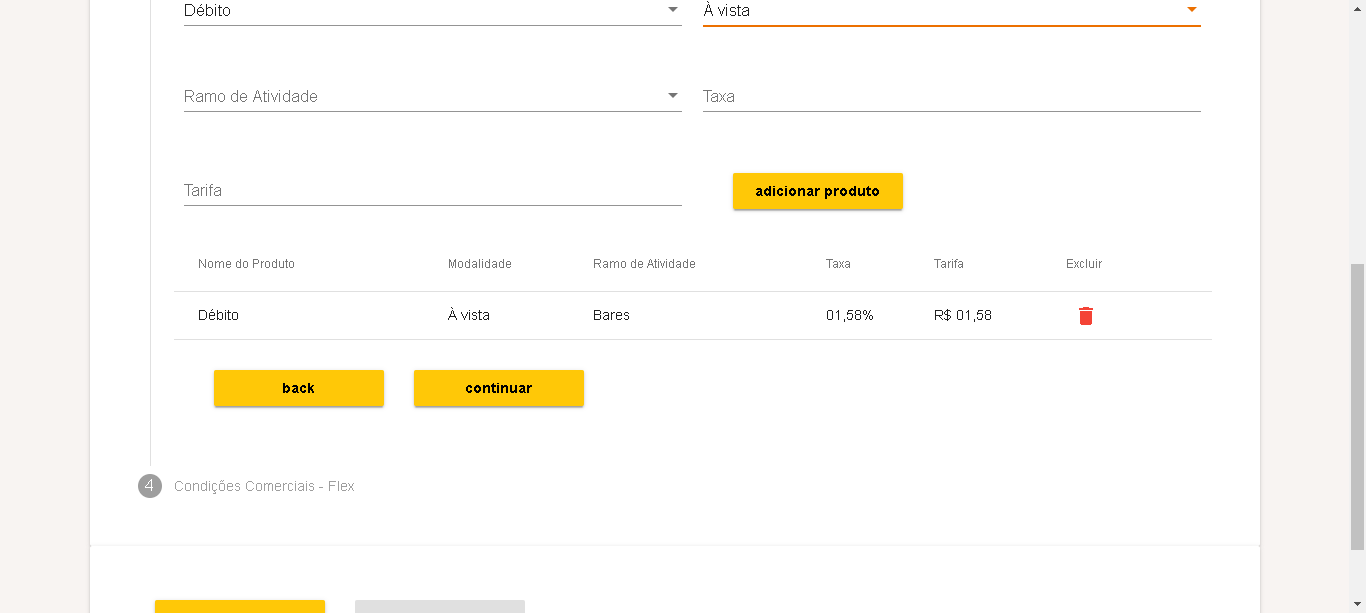 Débito À vista
Ramo de Atividade Taxa
Tarifa adicionar produto
Nome do Produto Modalidade Ramo de Atividade Taxa Tarifa Excluir
Débito À vista Bares 01,58% R$ 01,58
back continuar
4 Condições Comerciais - Flex